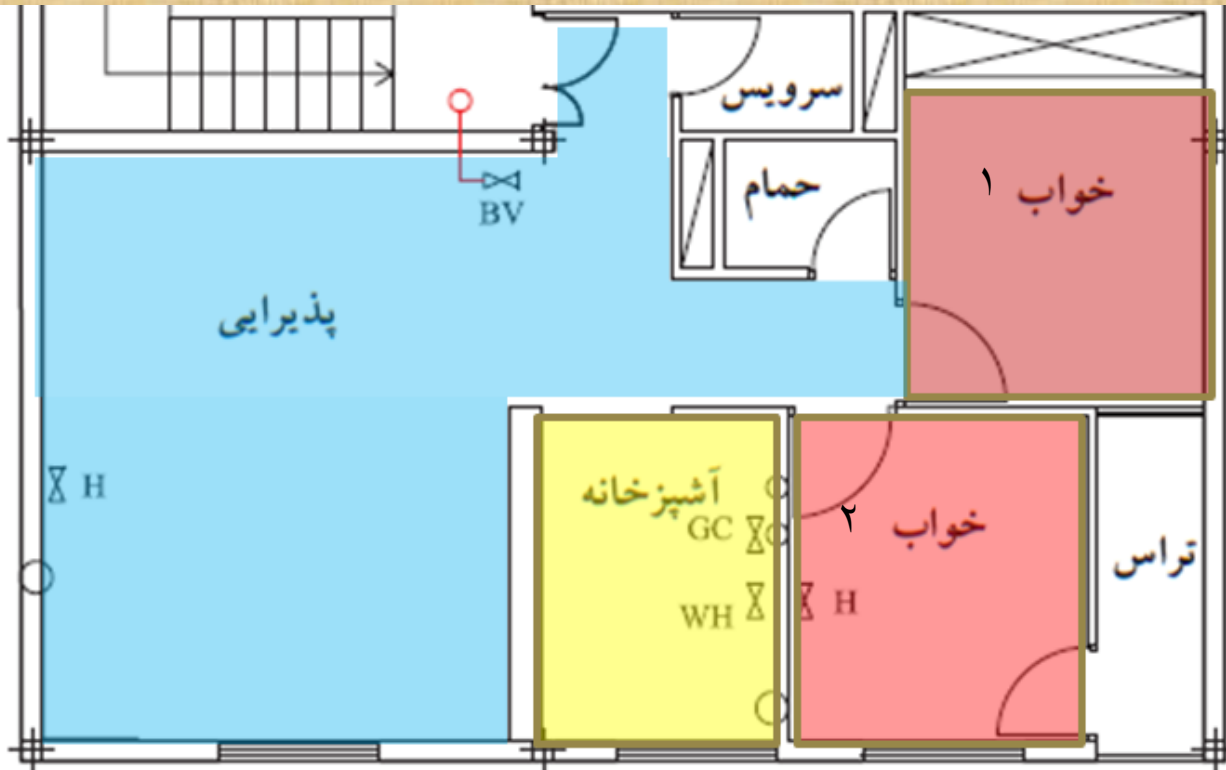 سرویس
خواب ۱
حمام
BV
پذیرایی
H
آشپزخانه
GC
WH
خواب ۲
H
تراس